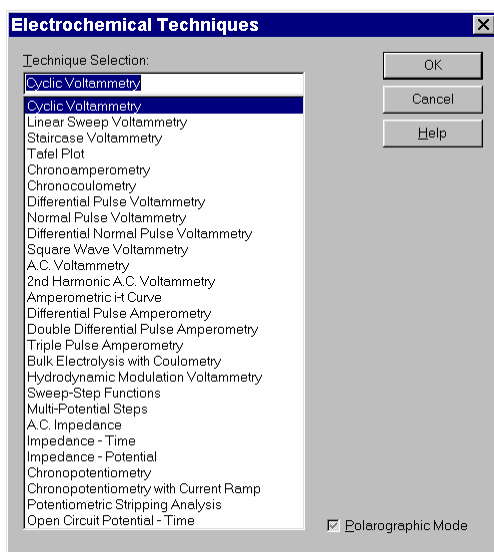 Electrochemical Techniques
Technique Selection:
Cyclic Voltammetry
Cyclic Voltammetry
Linear Sweep Voltammetry
Staircase Voltammetry
Tafel Plot
Chronoamperometry
Chronocoulometry
Differential Pulse Voltammetry
Normal Pulse Voltammetry
Differential Normal Pulse Voltammetry
Square Wave Voltammetry
A.C. Voltammetry
2nd Harmonic A.C. Voltammetry
Amperometric i-t Curve
Differential Pulse Amperometry
Double Differential Pulse Amperometry
Triple Pulse Amperometry
Bulk Electrolysis with Coulometry
Hydrodynamic Modulation Voltammetry
Sweep-Step Functions
Multi-Potential Steps
A.C. Impedance
Impedance - Time
Impedance - Potential
Chronopotentiometry
Chronopotentiometry with Current Ramp
Potentiometric Stripping Analysis
Open Circuit Potential - Time
OK
Cancel
Help
Polarographic Mode